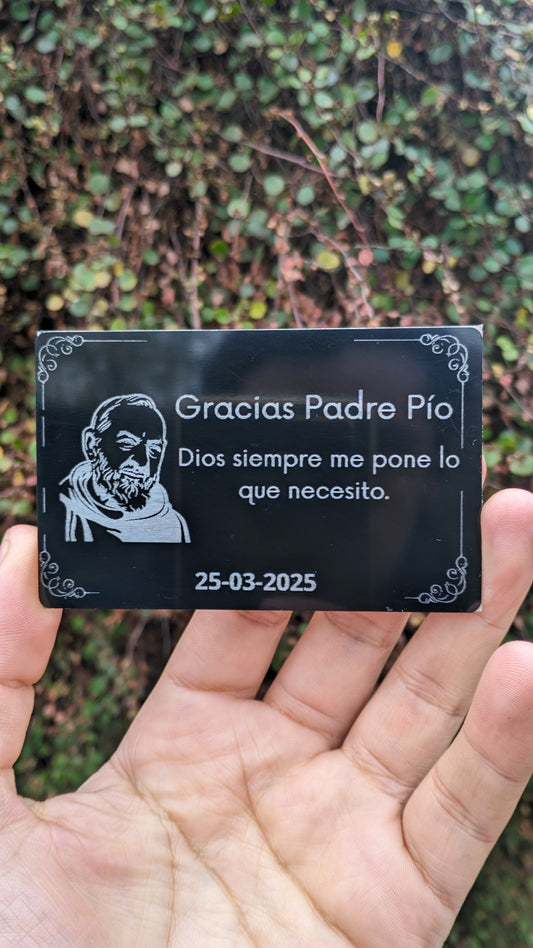 Gracias Padre Pío
Dios siempre me pone lo
que necesito.
25-03-2025